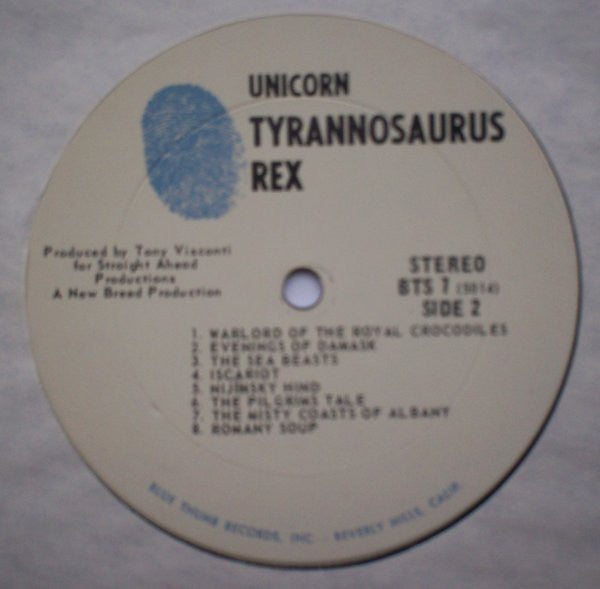 UNICORN
TYRANNOSAURUS
REX
Produced by Tony Visconti
for Straight Ahead
Productions
A New Breed Production
STEREO
BTS 7 (5014)
SIDE 2
1. WARLORD OF THE ROYAL CROCODILES
2. EVENINGS OF DAMASK
3. THE SEA BEASTS
4. ISCARIOT
5. NIJIMSKY HIND
6. THE PILGRIMS TALE
7. THE MISTY COASTS OF ALBANY
8. ROMANY SOUP
BLUE THUMB RECORDS, INC. · BEVERLY HILLS, CALIF.